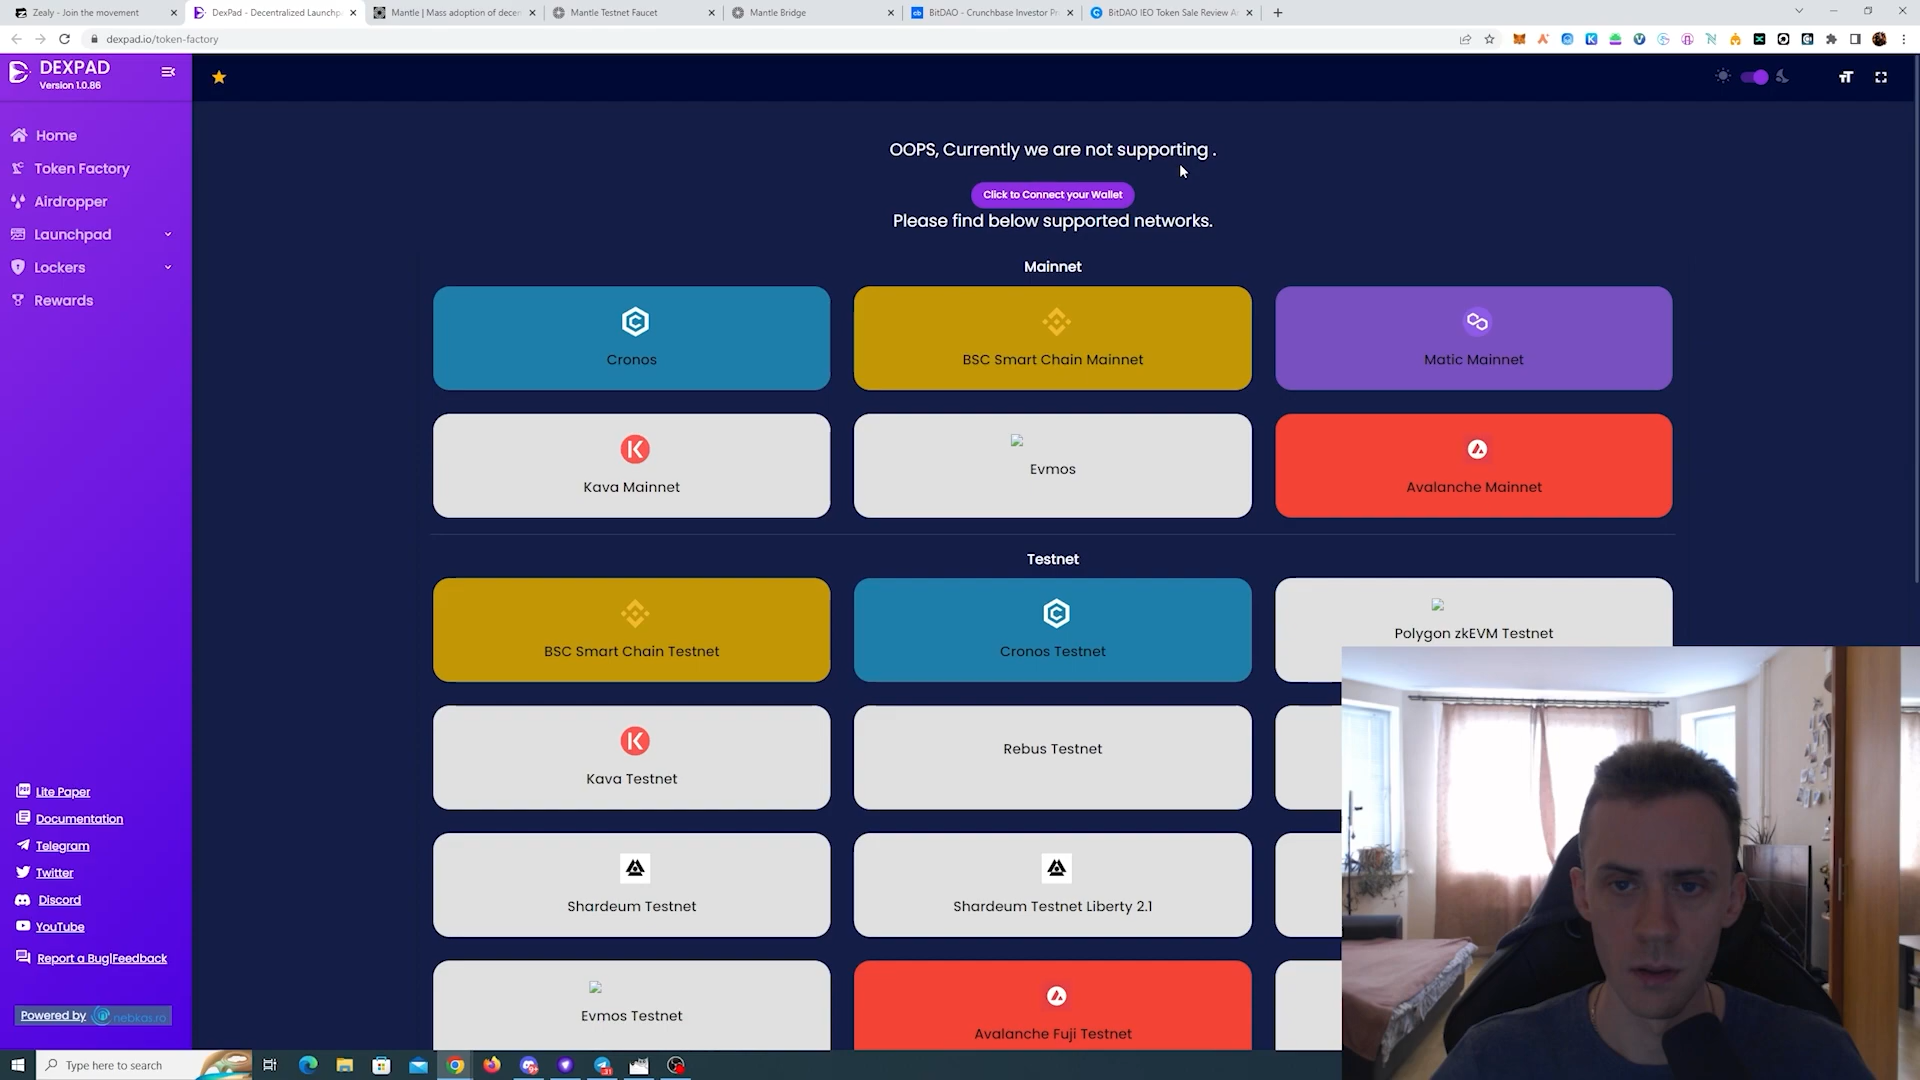 Zealy - Join the movement
DexPad - Decentralized Launchp
Mantle | Mass adoption of decen
Mantle Testnet Faucet
Mantle Bridge
BitDAO - Crunchbase Investor Pr
BitDAO IEO Token Sale Review A
dexpad.io/token-factory
DEXPAD
Version 1.0.86
Home
Token Factory
Airdropper
Launchpad
Lockers
Rewards
OOPS, Currently we are not supporting .
Click to Connect your Wallet
Please find below supported networks.
Mainnet
Cronos
BSC Smart Chain Mainnet
Matic Mainnet
Kava Mainnet
Evmos
Avalanche Mainnet
Testnet
BSC Smart Chain Testnet
Cronos Testnet
Polygon zkEVM Testnet
Kava Testnet
Rebus Testnet
Shardeum Testnet
Shardeum Testnet Liberty 2.1
Evmos Testnet
Avalanche Fuji Testnet
Lite Paper
Documentation
Telegram
Twitter
Discord
YouTube
Report a Bug|Feedback
Powered by nebkas.ro
Type here to search